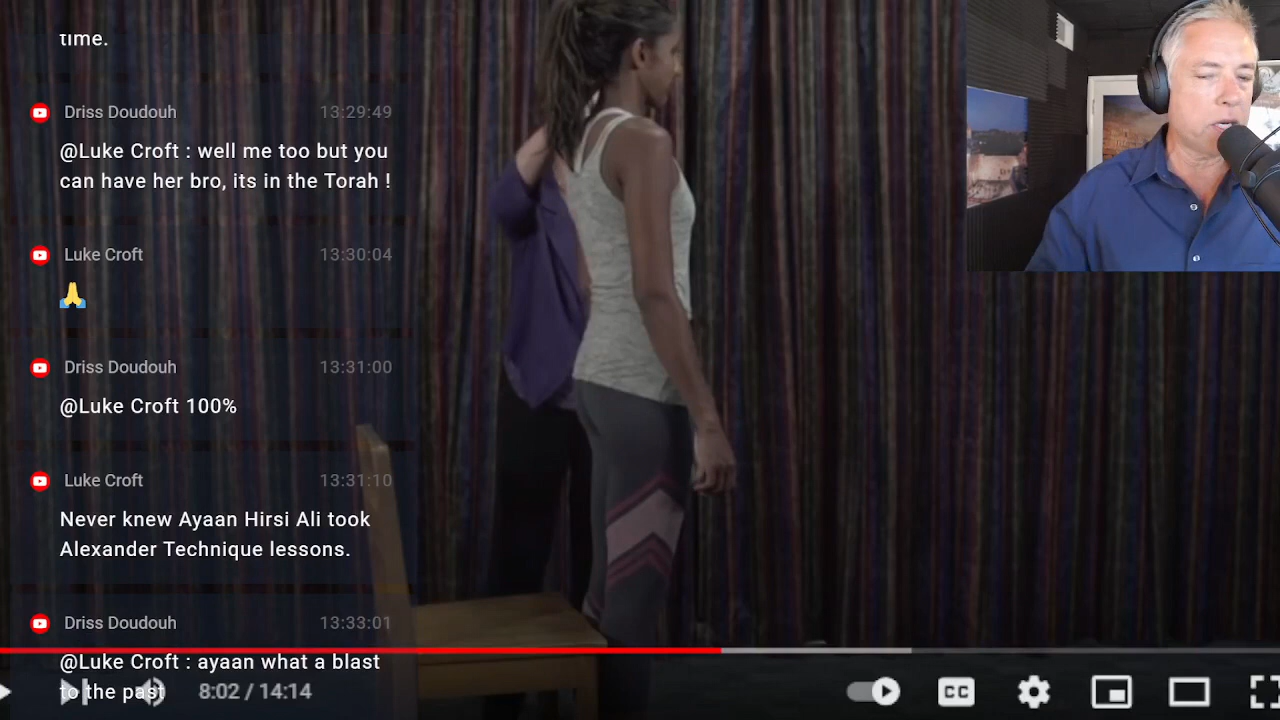 time.
Driss Doudouh 13:29:49
@Luke Croft : well me too but you
can have her bro, its in the Torah !
Luke Croft 13:30:04
🙏
Driss Doudouh 13:31:00
@Luke Croft 100%
Luke Croft 13:31:10
Never knew Ayaan Hirsi Ali took
Alexander Technique lessons.
Driss Doudouh 13:33:01
@Luke Croft : ayaan what a blast
to the past
8:02 / 14:14
CC